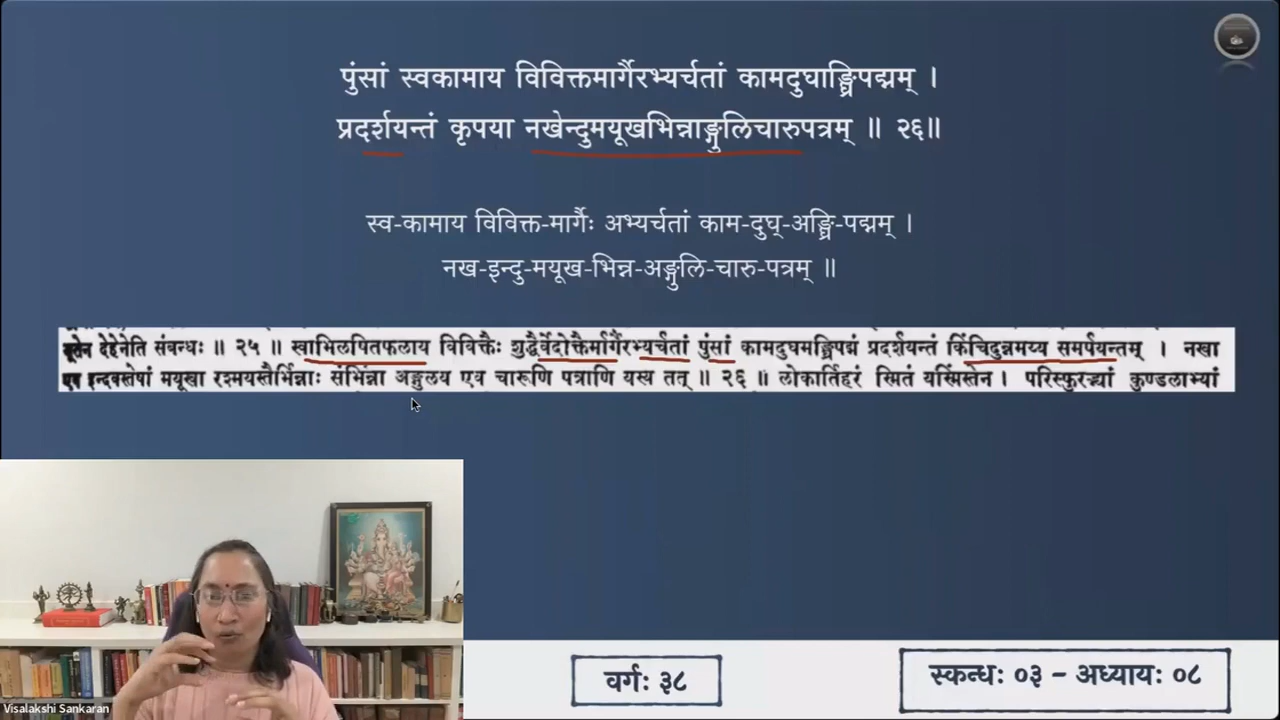 पुंसां स्वकामाय विविक्तमार्गैरभ्यर्चतां कामदुघाङ्घ्रिपद्मम् ।
प्रदर्शयन्तं कृपया नखेन्दुमयूखभिन्नाङ्गुलिचारुपत्रम् ॥ २६॥
स्व-कामाय विविक्त-मार्गैः अभ्यर्चतां काम-दुघ्-अङ्घ्रि-पद्मम् ।
नख-इन्दु-मयूख-भिन्न-अङ्गुलि-चारु-पत्रम् ॥
देहेनेति संबन्धः ॥ २५ ॥ स्वाभिलषितफलाय विविक्तैः शुद्धैर्वेदोक्तैर्मार्गैरभ्यर्चतां पुंसां कामदुघमङ्घ्रिपद्मं प्रदर्शयन्तं किंचिदुन्नमय्य समर्पयन्तम् । नखा
एव इन्दवस्तेषां मयूखा रश्मयस्तैर्भिन्नाः संभिन्ना अङ्गुलय एव चारूणि पत्राणि यस्य तत् ॥ २६ ॥ लोकार्तिहरं स्मितं यस्मिंस्तेन । परिस्फुरद्भ्यां कुण्डलाभ्यां
Visalakshi Sankaran
वर्गः ३८
स्कन्धः ०३ - अध्यायः ०८